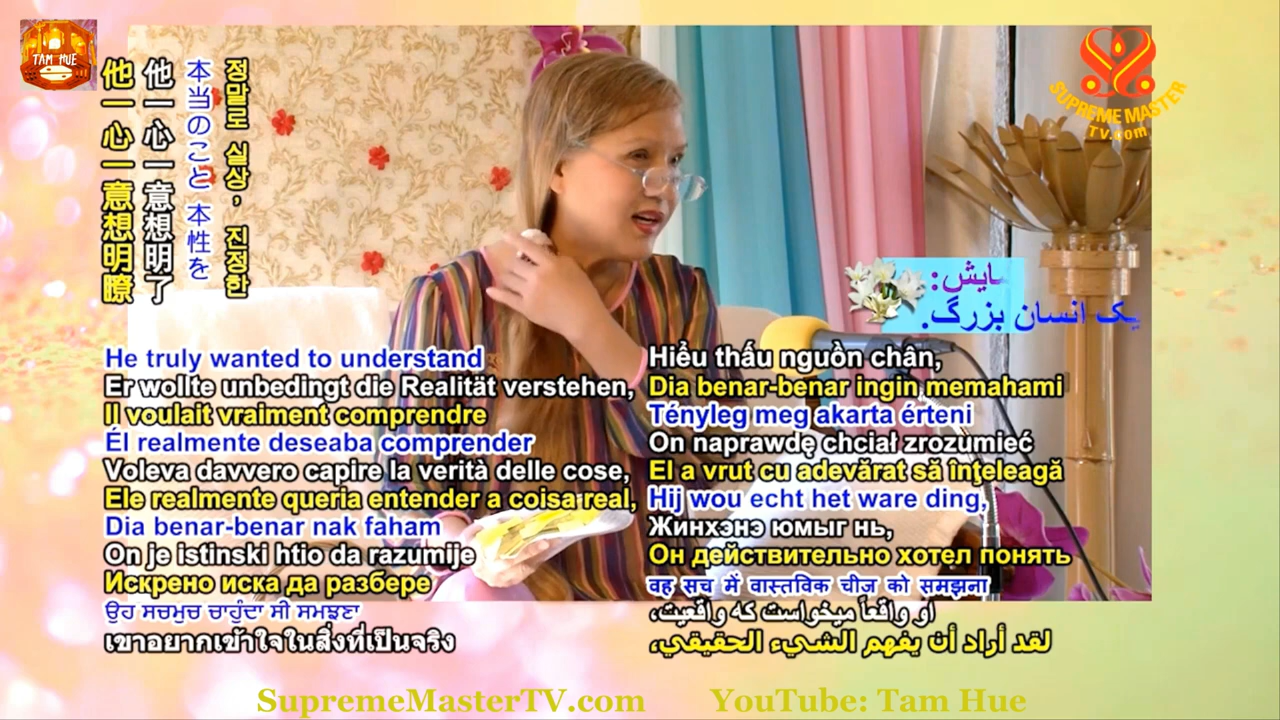 TAM HUE
SUPREME MASTER
TV.com
他一心一意想明瞭
他一心一意想明了
本当のこと 本性を
정말로 실상, 진정한
یک انسان بزرگ.
He truly wanted to understand
Er wollte unbedingt die Realität verstehen,
Il voulait vraiment comprendre
Él realmente deseaba comprender
Voleva davvero capire la verità delle cose,
Ele realmente queria entender a coisa real,
Dia benar-benar nak faham
On je istinski htio da razumije
Искрено иска да разбере
ਉਹ ਸਚਮੁਚ ਚਾਹੁੰਦਾ ਸੀ ਸਮਝਣਾ
เขาอยากเข้าใจในสิ่งที่เป็นจริง
Hiểu thấu nguồn chân,
Dia benar-benar ingin memahami
Tényleg meg akarta érteni
On naprawdę chciał zrozumieć
El a vrut cu adevărat să înţeleagă
Hij wou echt het ware ding,
Жинхэнэ юмыг нь,
Он действительно хотел понять
वह सच में वास्तविक चीज को समझना
او واقعاً میخواست که واقعیت،
لقد أراد أن يفهم الشيء الحقيقي،
SupremeMasterTV.com
YouTube: Tam Hue